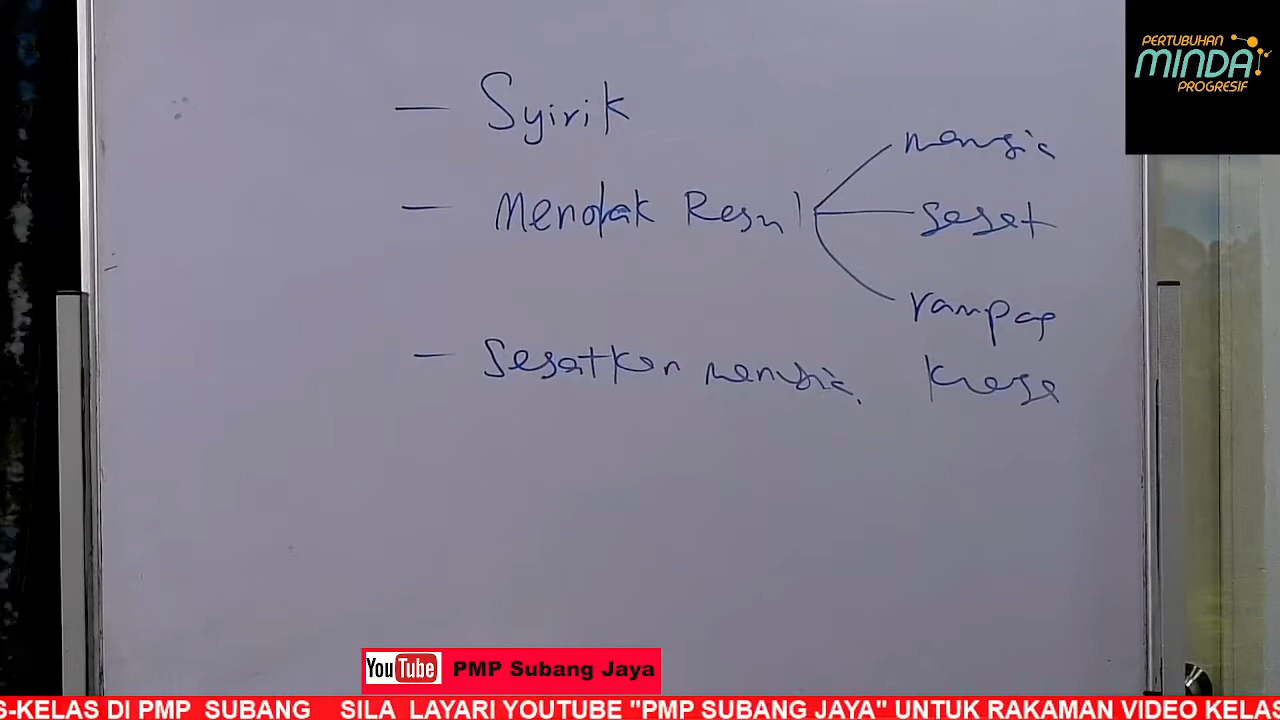 PERTUBUHAN
MINDA
PROGRESIF
– Syirik
– Menolak Rasul
manusia
sesat
rampas
kuasa
– Sesatkan manusia.
YouTube PMP Subang Jaya
S-KELAS DI PMP SUBANG SILA LAYARI YOUTUBE "PMP SUBANG JAYA" UNTUK RAKAMAN VIDEO KELAS